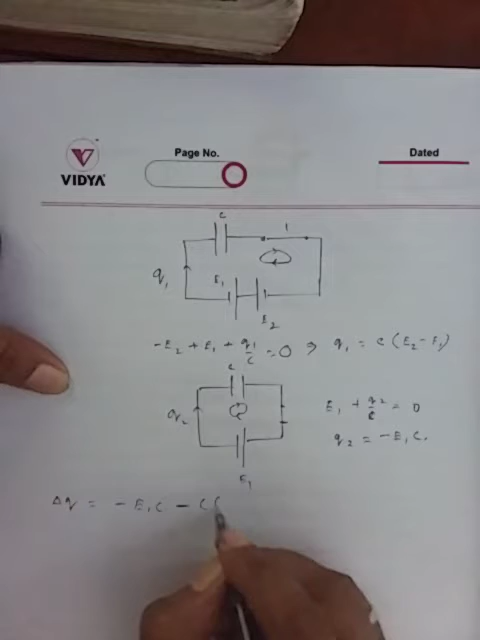 Page No.
Dated
VIDYA
C
1
E₁
q₁
E₂
-E₂ + E₁ + q₁/C = 0 ⇒ q₁ = C (E₂ - E₁)
C
q₂
E₁ + q₂/C = 0
q₂ = -E₁C.
E₁
Δq = - E₁C - C(